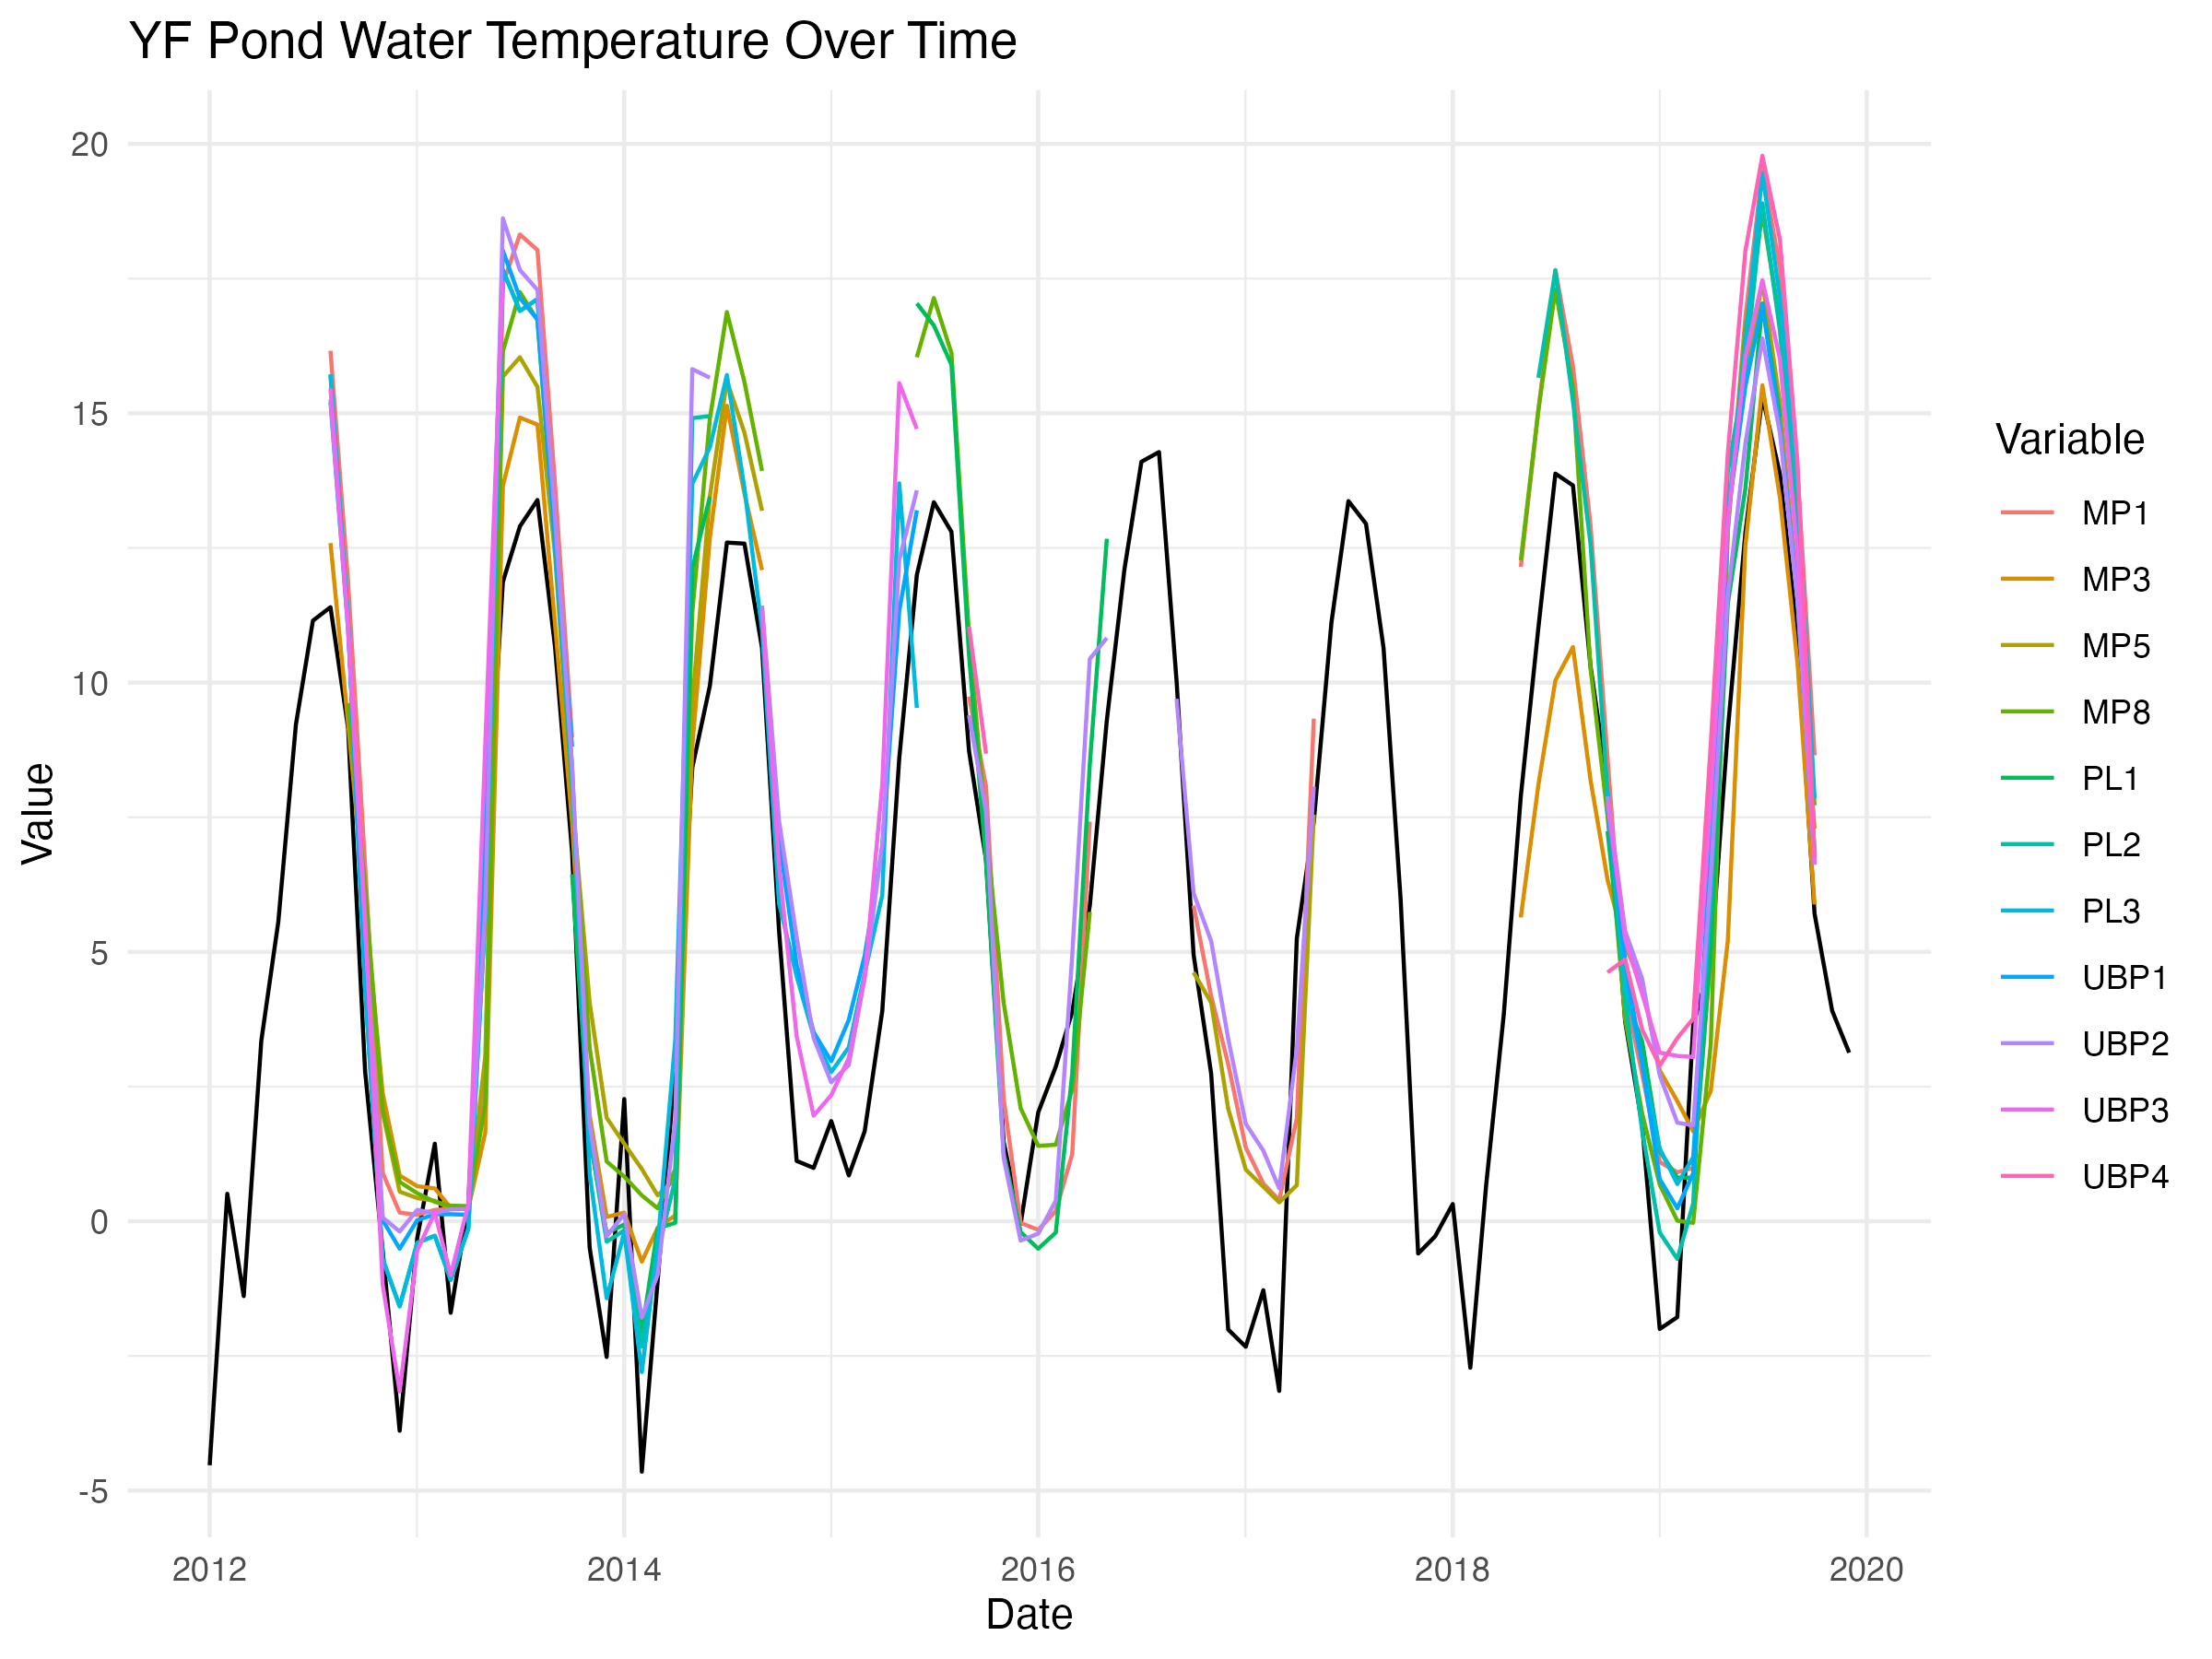 YF Pond Water Temperature Over Time
20
15
10
5
0
-5
Value
2012
2014
2016
2018
2020
Date
Variable
MP1
MP3
MP5
MP8
PL1
PL2
PL3
UBP1
UBP2
UBP3
UBP4